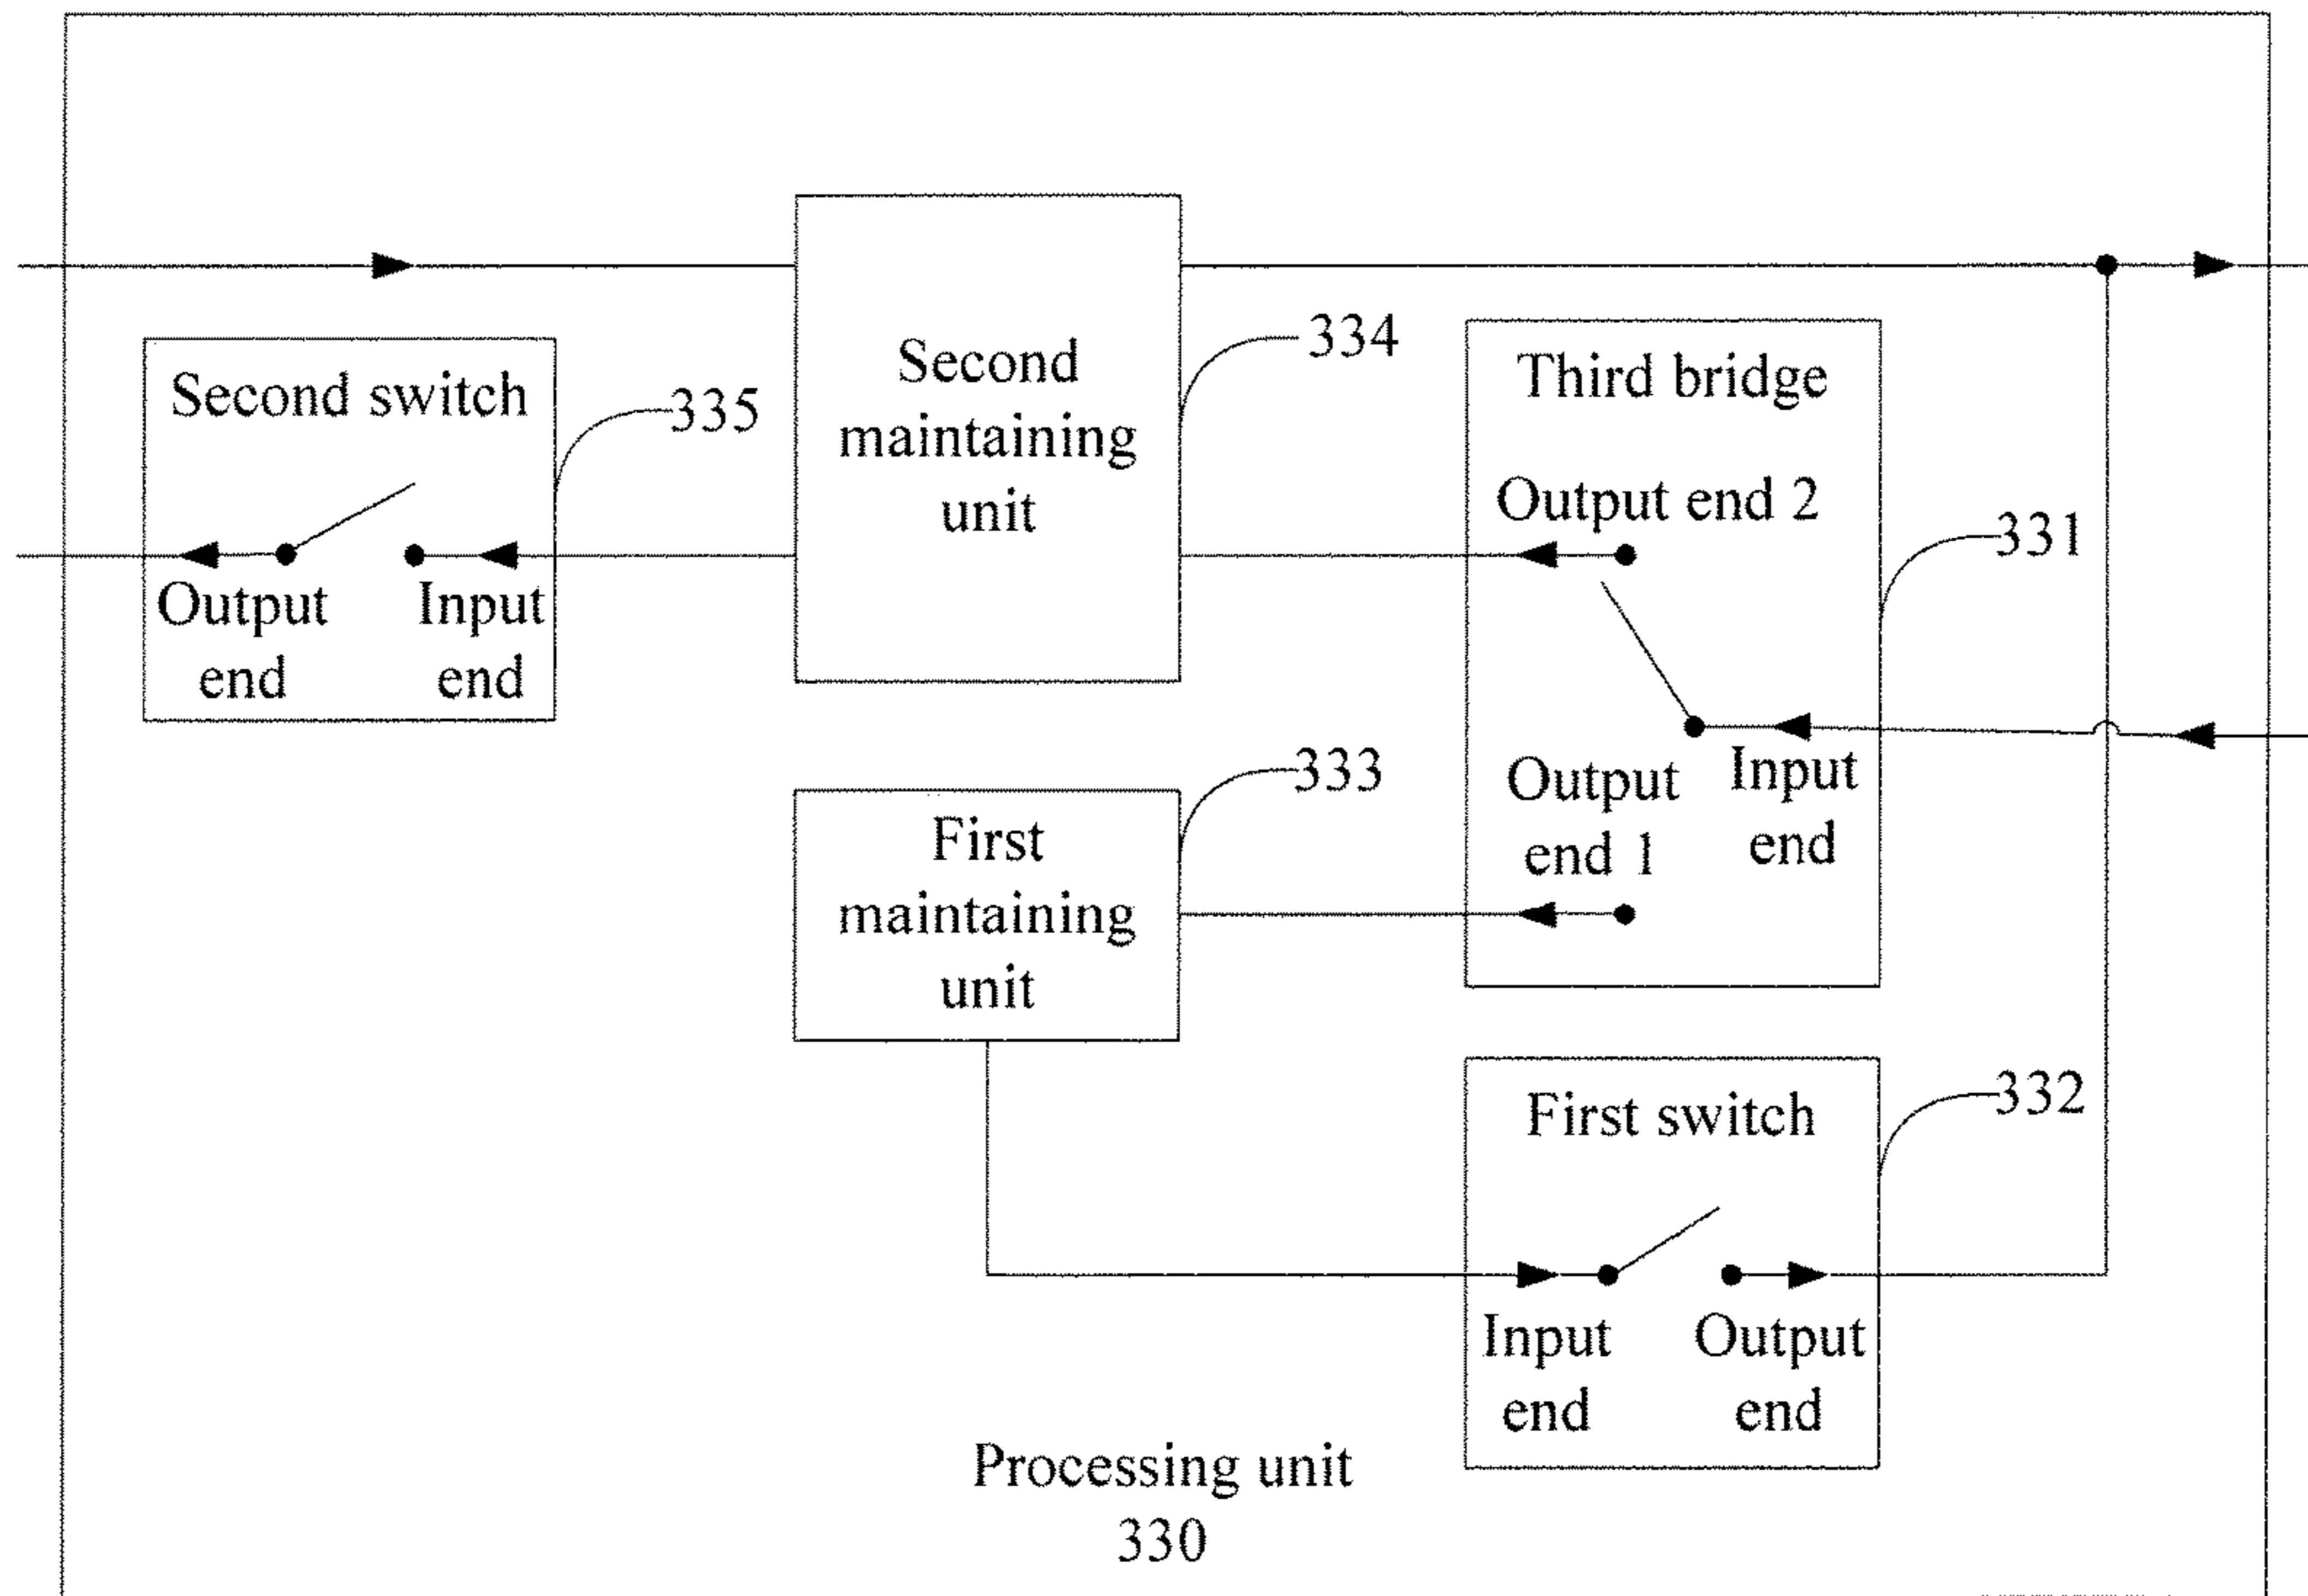 Second switch
335
Output
end
Input
end
Second
maintaining
unit
334
Third bridge
Output end 2
331
Output
end 1
Input
end
First
maintaining
unit
333
First switch
332
Input
end
Output
end
Processing unit
330